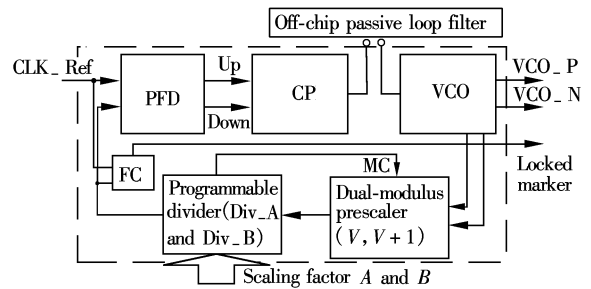 Off-chip passive loop filter
CLK_Ref
Up
VCO_P
PFD
CP
VCO
VCO_N
Down
FC
MC
Locked
marker
Programmable
divider(Div_A
and Div_B)
Dual-modulus
prescaler
(V, V+1)
Scaling factor A and B